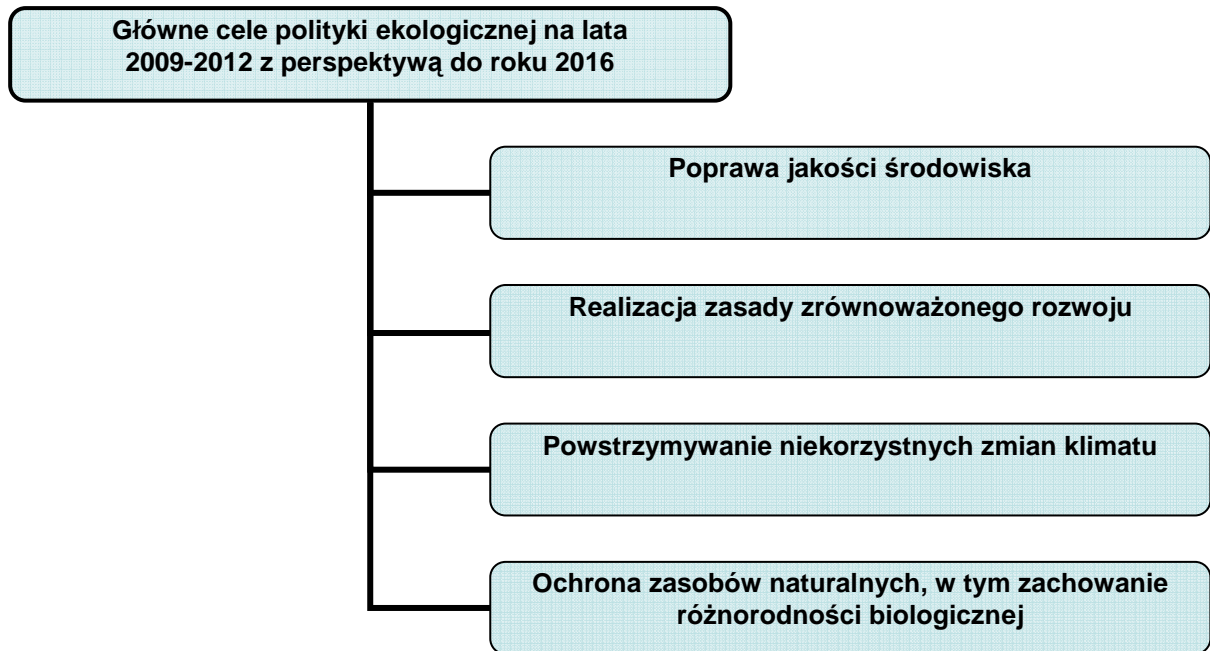 Główne cele polityki ekologicznej na lata
2009-2012 z perspektywą do roku 2016
Poprawa jakości środowiska
Realizacja zasady zrównoważonego rozwoju
Powstrzymywanie niekorzystnych zmian klimatu
Ochrona zasobów naturalnych, w tym zachowanie
różnorodności biologicznej